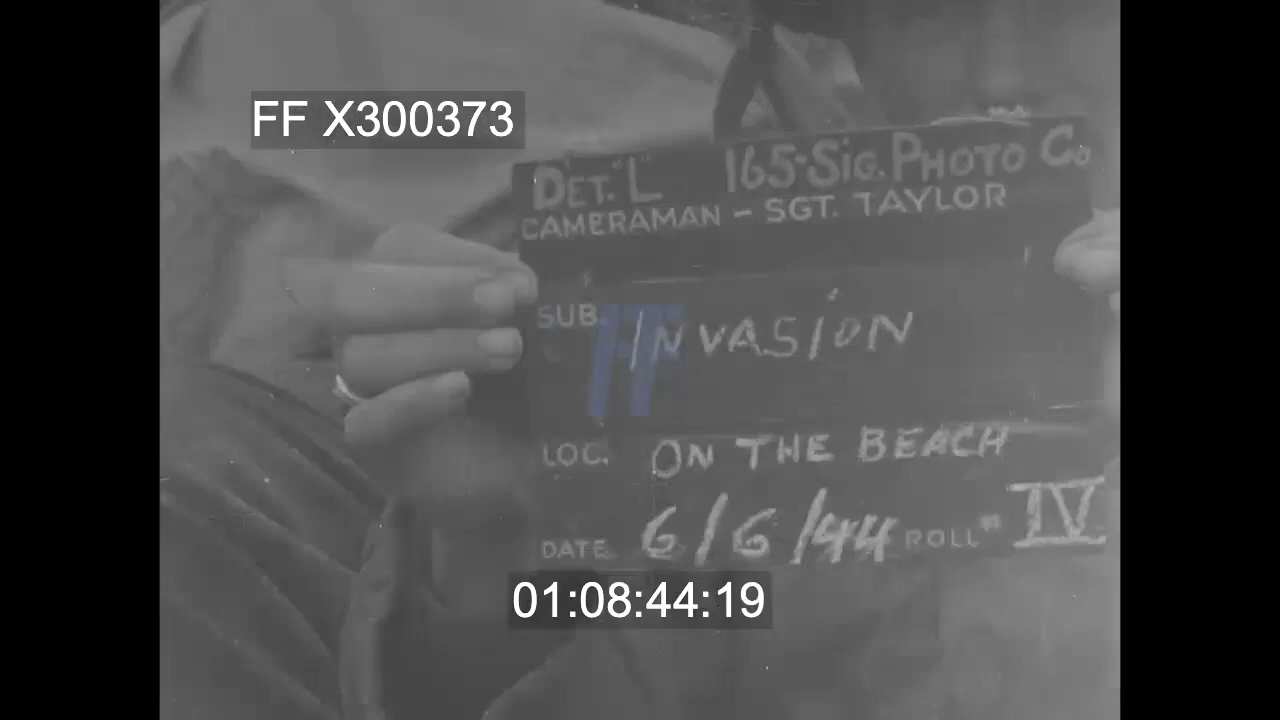 FF X300373
DET. "L" 165-SIG. PHOTO Co
CAMERAMAN - SGT. TAYLOR
SUB. INVASION
FF
LOC. ON THE BEACH
DATE 6/6/44 ROLL# IV
01:08:44:19